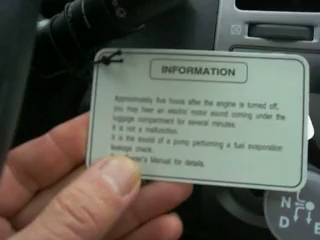 INFORMATION
Approximately five hours after the engine is turned off,
you may hear an electric motor sound coming under the
luggage compartment for several minutes.
It is not a malfunction.
It is the sound of a pump performing a fuel evaporation
leakage check.
Owner's Manual for details.
N
D
B